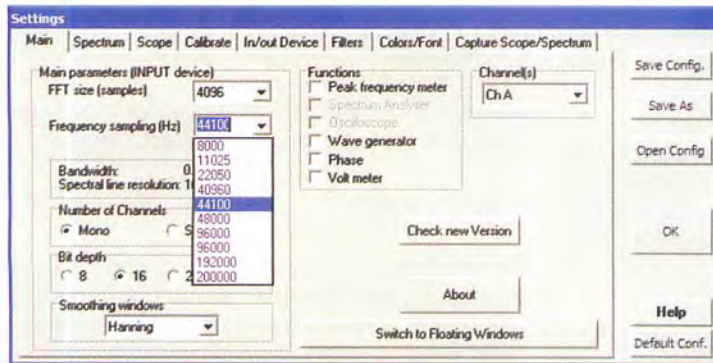 Settings
Main Spectrum Scope Calibrate In/out Device Filters Colors/Font Capture Scope/Spectrum
Main parameters (INPUT device)
FFT size (samples) 4096
Frequency sampling (Hz) 44100
8000
11025
22050
40960
44100
48000
96000
96000
192000
200000
Bandwidth: 0.
Spectral line resolution:
Number of Channels
Mono S
Bit depth
8 16 2
Smoothing windows
Hanning
Functions
Peak frequency meter
Spectrum Analyser
Osciloscope
Wave generator
Phase
Volt meter
Channel(s)
Ch A
Check new Version
About
Switch to Floating Windows
Save Config.
Save As
Open Config
OK
Help
Default Conf.